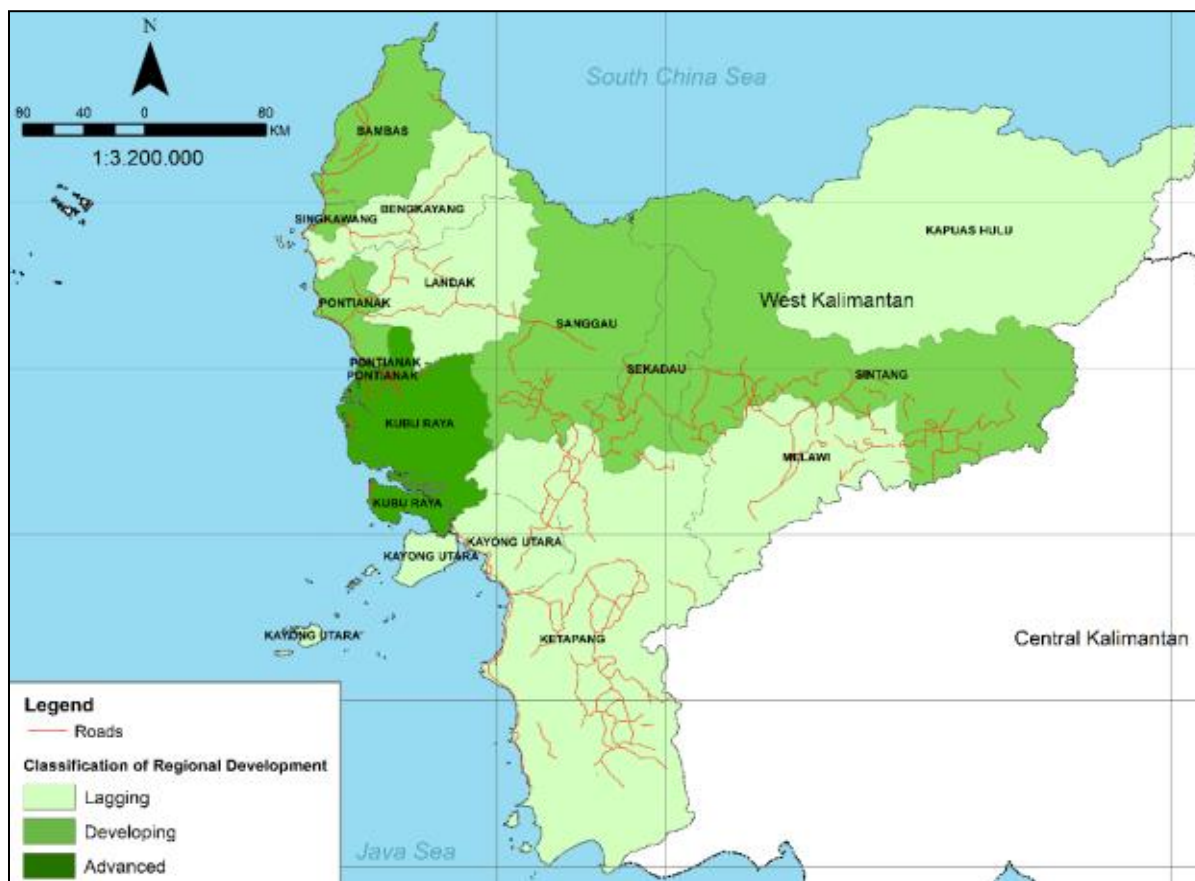 N
80 40 0 80
KM
1:3.200.000
South China Sea
SAMBAS
BENGKAYANG
SINGKAWANG
KAPUAS HULU
LANDAK
PONTIANAK
West Kalimantan
SANGGAU
PONTIANAK
PONTIANAK
SEKADAU
SINTANG
KUBU RAYA
MELAWI
KUBU RAYA
KAYONG UTARA
KAYONG UTARA
KAYONG UTARA
KETAPANG
Central Kalimantan
Legend
Roads
Classification of Regional Development
Lagging
Developing
Advanced
Java Sea